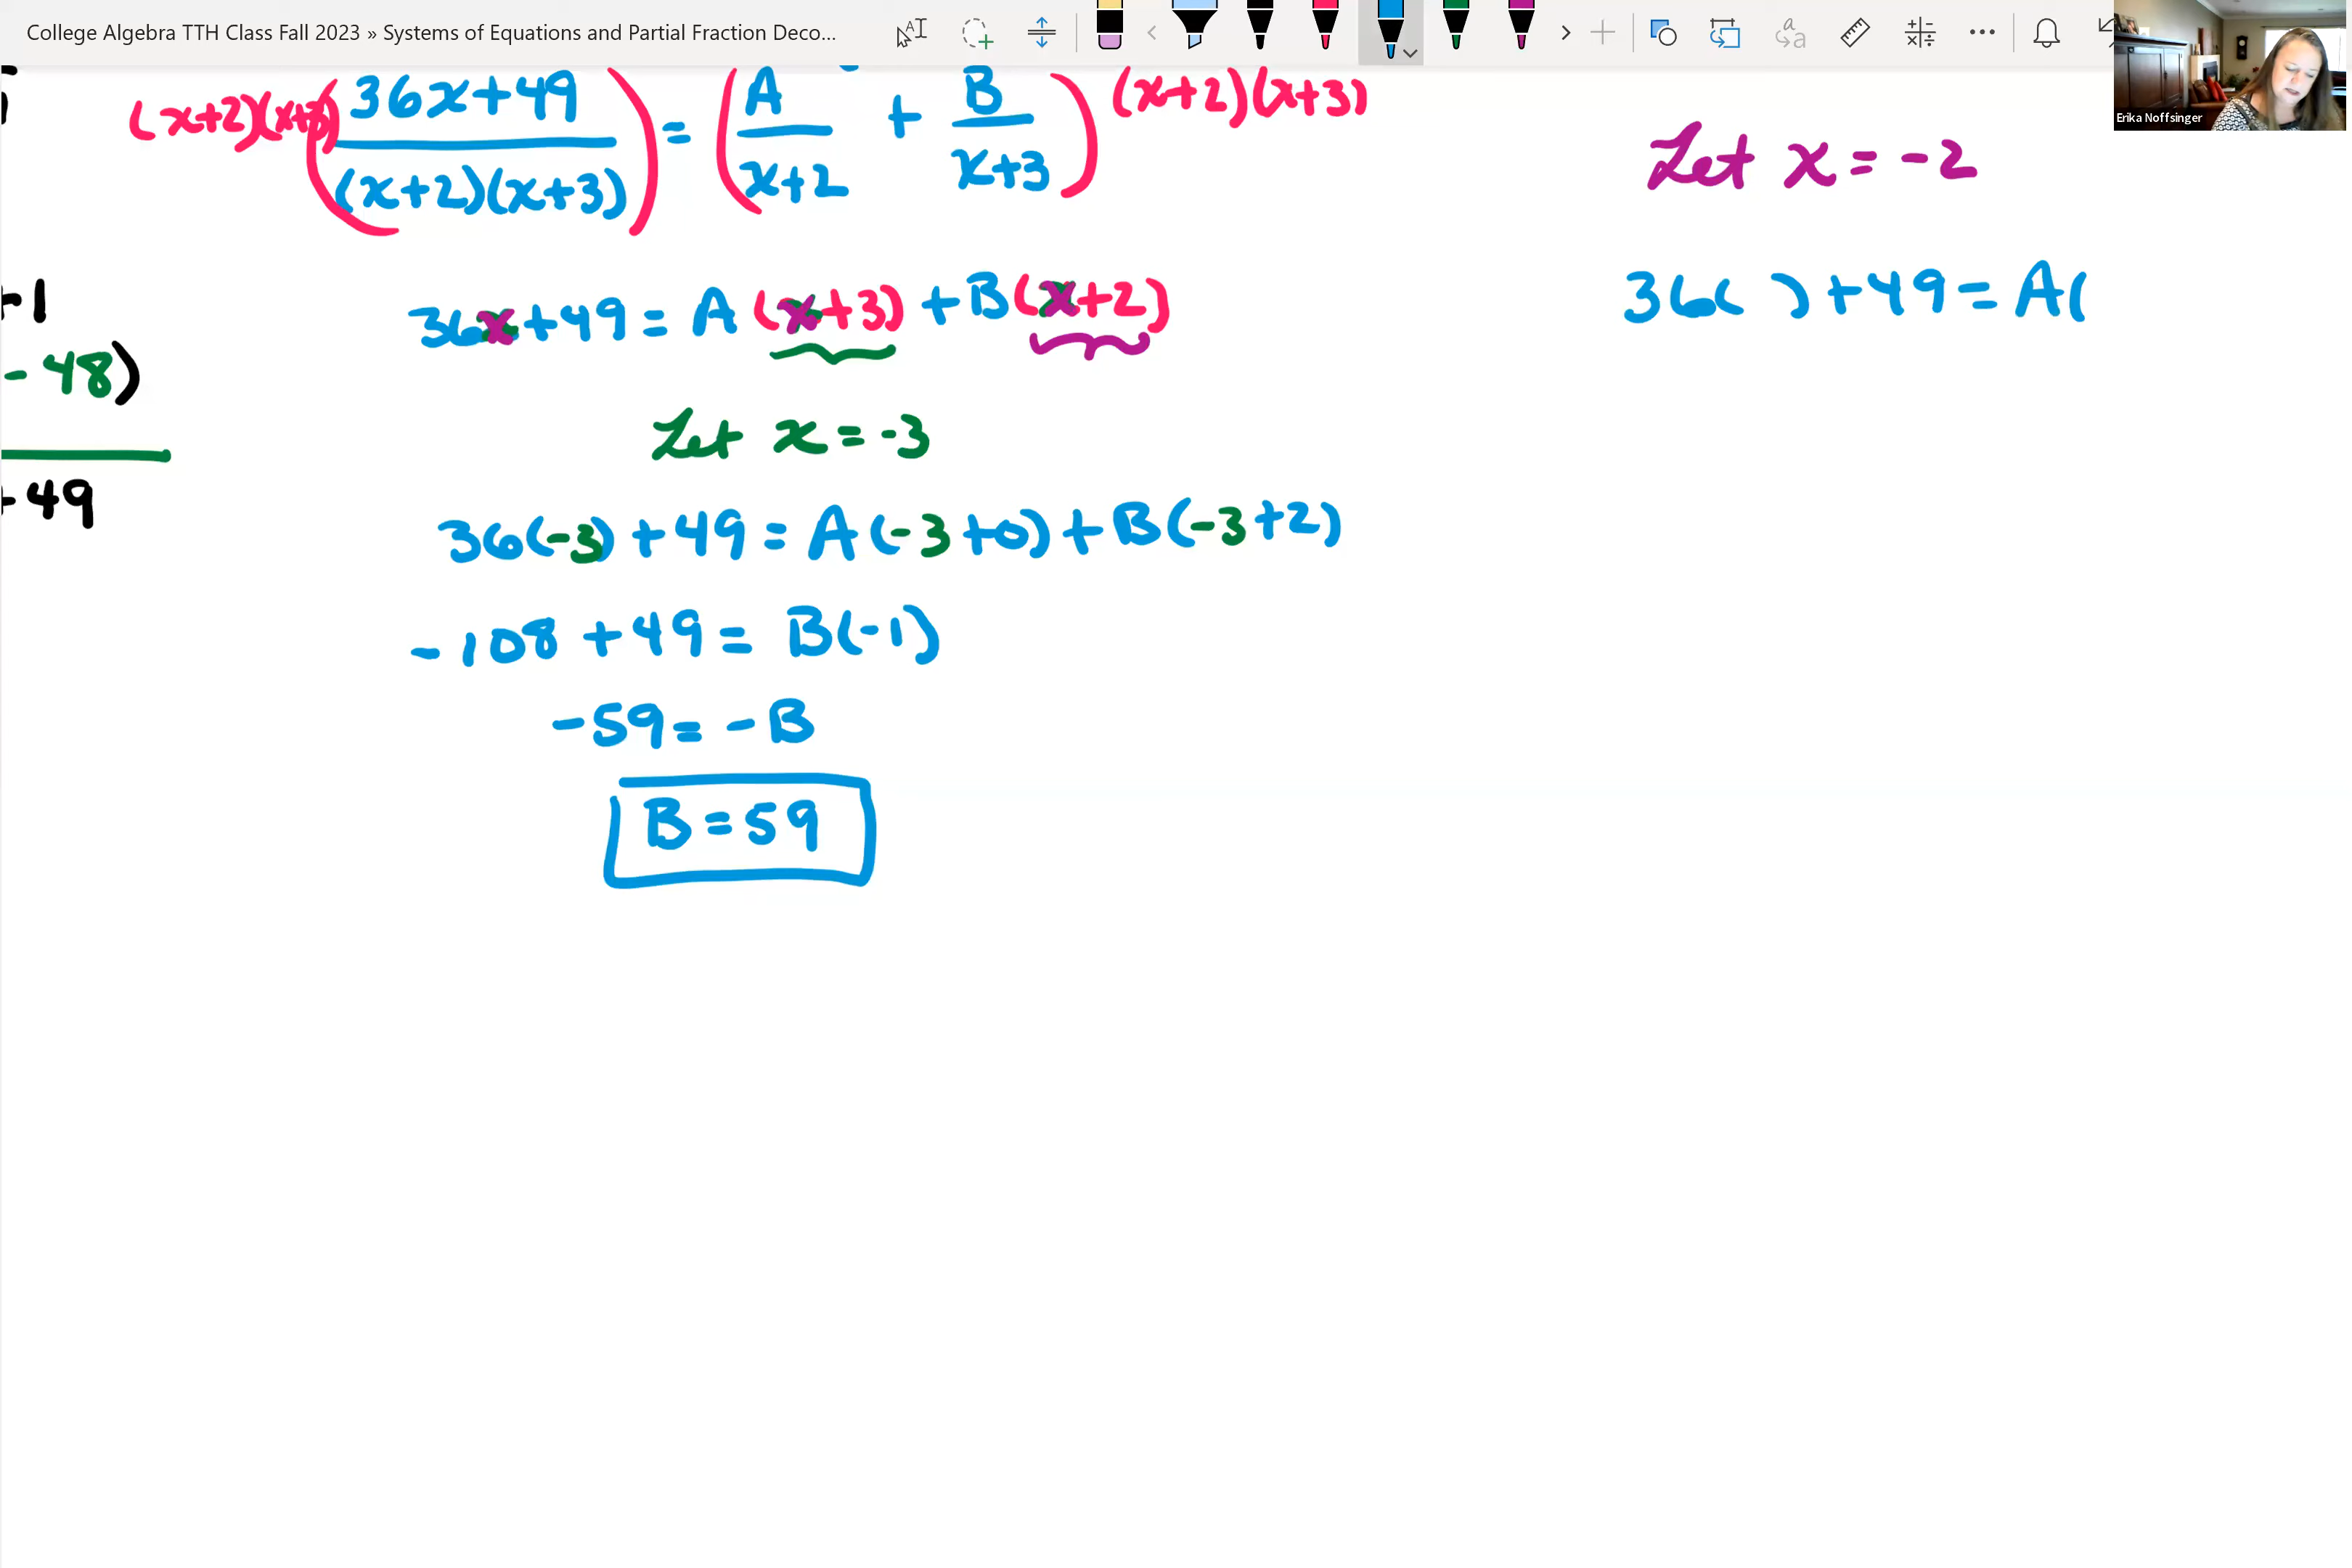 College Algebra TTH Class Fall 2023 » Systems of Equations and Partial Fraction Deco...
Erika Noffsinger
(x+2)(x+3) (36x+49 / (x+2)(x+3)) = (A / x+2 + B / x+3) (x+2)(x+3)
36x+49 = A (x+3) + B (x+2)
Let x = -3
36(-3) +49 = A(-3+0) + B(-3+2)
-108 +49 = B(-1)
-59 = -B
B = 59
+1
- 48)
+49
Let x = -2
36( ) +49 = A(